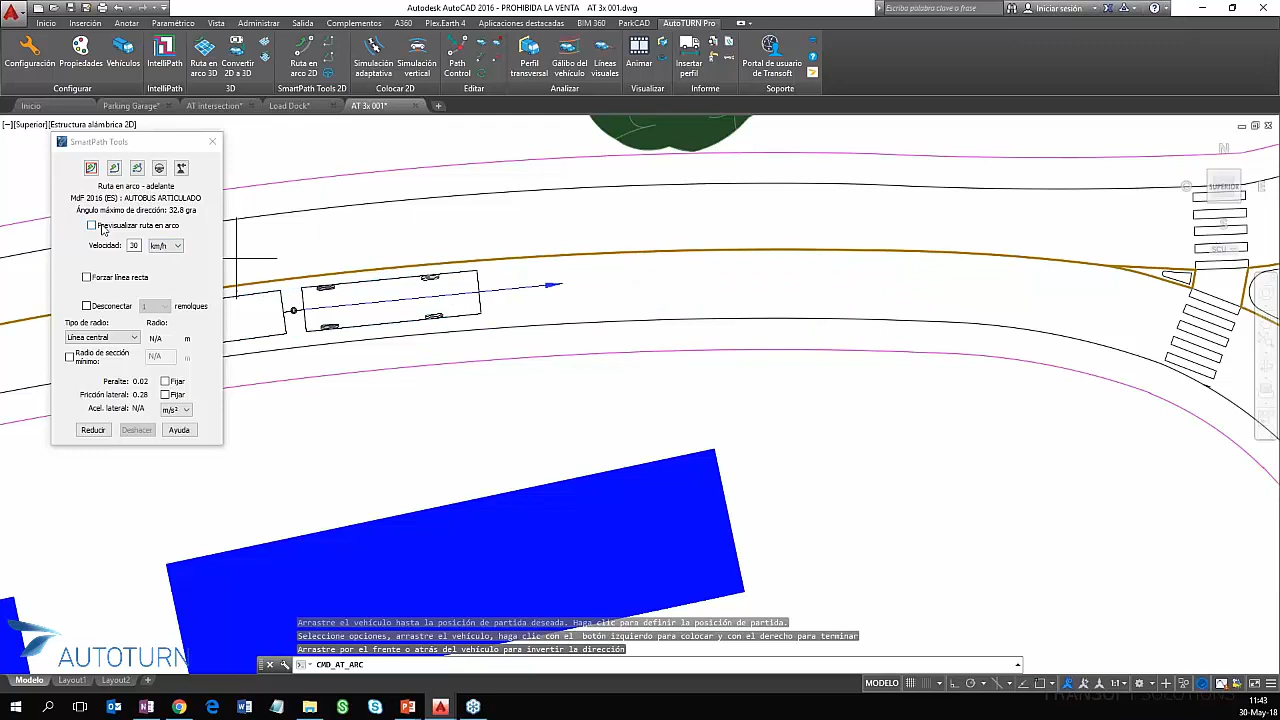 Autodesk AutoCAD 2016 - PROHIBIDA LA VENTA AT 3x 001.dwg
Escriba palabra clave o frase
Iniciar sesión
Inicio Inserción Anotar Paramétrico Vista Administrar Salida Complementos A360 Plex.Earth 4 Aplicaciones destacadas BIM 360 ParkCAD AutoTURN Pro
Configuración Propiedades Vehículos IntelliPath Ruta en arco 3D Convertir 2D a 3D Ruta en arco 2D Simulación adaptativa Simulación vertical Path Control Perfil transversal Gálibo del vehículo Líneas visuales Animar Insertar perfil Portal de usuario de Transoft
Configurar IntelliPath 3D SmartPath Tools 2D Colocar 2D Editar Analizar Visualizar Informe Soporte
Inicio Parking Garage* AT intersection* Load Dock* AT 3x 001*
[−][Superior][Estructura alámbrica 2D]
SmartPath Tools
Ruta en arco - adelante
MdF 2016 (ES) : AUTOBUS ARTICULADO
Ángulo máximo de dirección: 32.8 gra
Previsualizar ruta en arco
Velocidad: 30 km/h
Forzar línea recta
Desconectar 1 remolques
Tipo de radio: Radio:
Línea central N/A m
Radio de sección mínimo: N/A m
Peralte: 0.02 Fijar
Fricción lateral: 0.28 Fijar
Acel. lateral: N/A m/s²
Reducir Deshacer Ayuda
N
SUPERIOR
E
S
SCU
Arrastre el vehículo hasta la posición de partida deseada. Haga clic para definir la posición de partida.
Seleccione opciones, arrastre el vehículo, haga clic con el botón izquierdo para colocar y con el derecho para terminar
Arrastre por el frente o atrás del vehículo para invertir la dirección
CMD_AT_ARC
AUTOTURN
Modelo Layout1 Layout2
MODELO 1:1
TRANSOFT SOLUTIONS
11:43
30-May-18